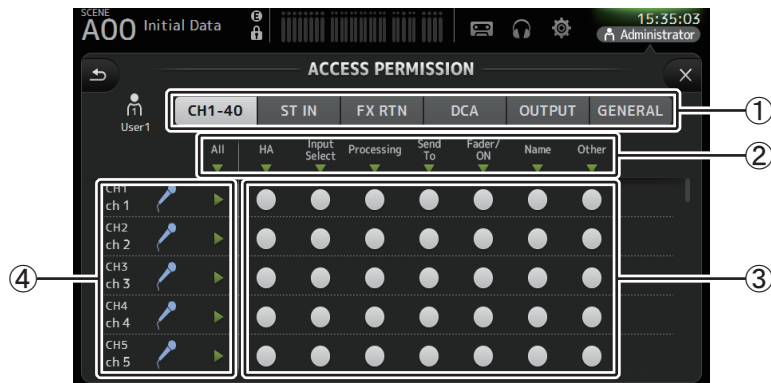 SCENE
A00 Initial Data
E
15:35:03
Administrator
ACCESS PERMISSION
1
User1
CH1-40 ST IN FX RTN DCA OUTPUT GENERAL
①
All HA Input Select Processing Send To Fader/ON Name Other
②
CH1
ch 1
CH2
ch 2
CH3
ch 3
④
③
CH4
ch 4
CH5
ch 5